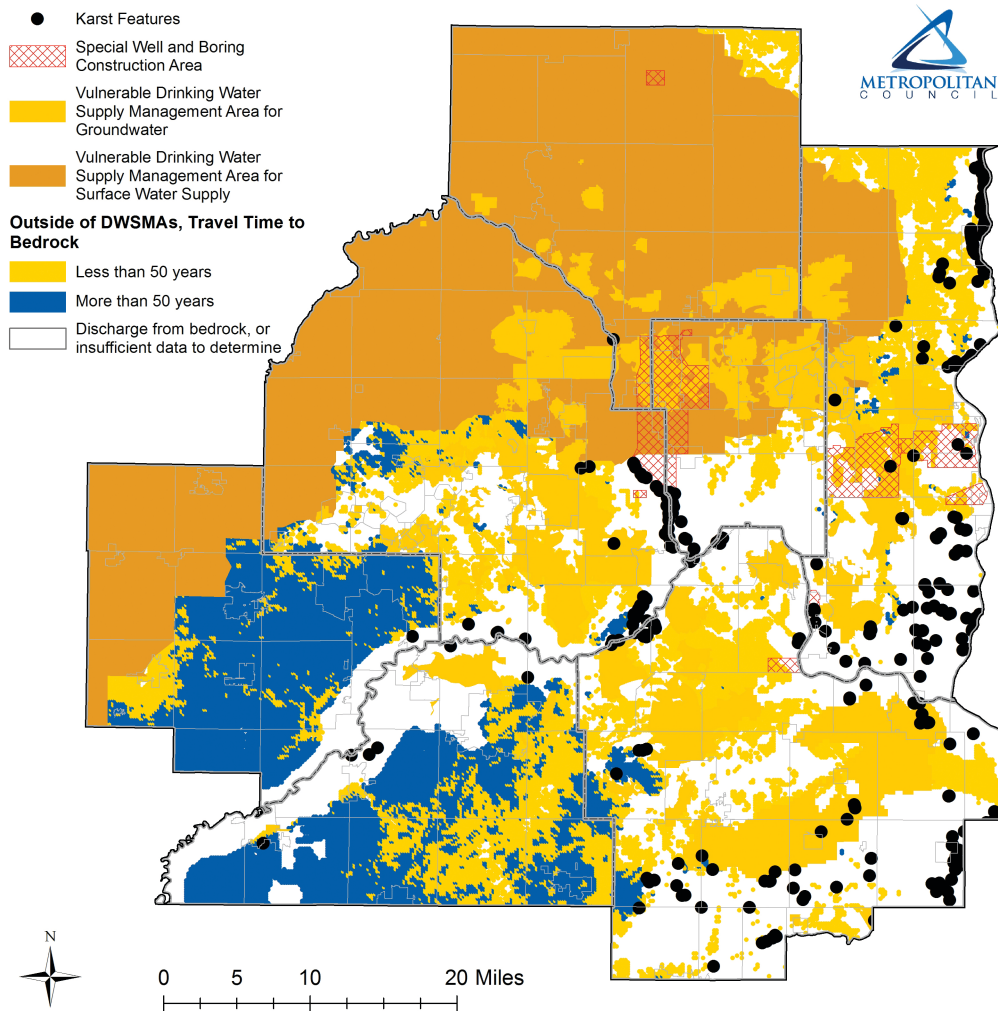 Karst Features
Special Well and Boring
Construction Area
Vulnerable Drinking Water
Supply Management Area for
Groundwater
Vulnerable Drinking Water
Supply Management Area for
Surface Water Supply
Outside of DWSMAs, Travel Time to
Bedrock
Less than 50 years
More than 50 years
Discharge from bedrock, or
insufficient data to determine
METROPOLITAN
COUNCIL
N
0 5 10 20 Miles